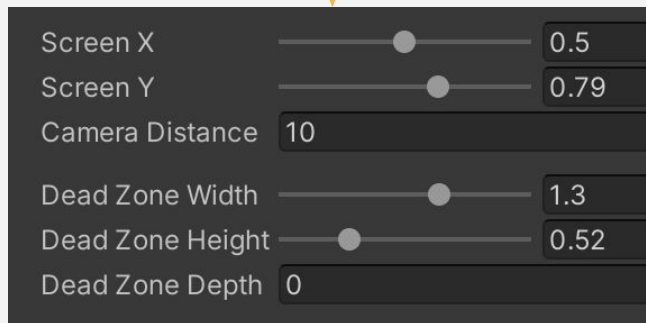 Screen X 0.5
Screen Y 0.79
Camera Distance 10
Dead Zone Width 1.3
Dead Zone Height 0.52
Dead Zone Depth 0